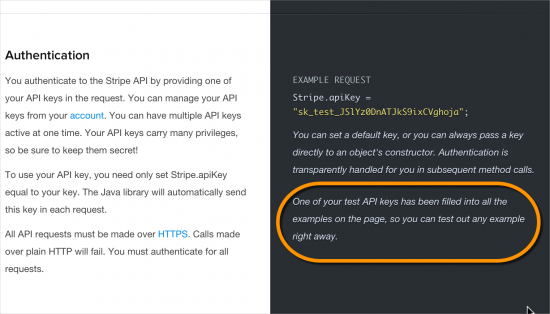 Authentication
You authenticate to the Stripe API by providing one of
your API keys in the request. You can manage your API
keys from your account. You can have multiple API keys
active at one time. Your API keys carry many privileges,
so be sure to keep them secret!
To use your API key, you need only set Stripe.apiKey
equal to your key. The Java library will automatically send
this key in each request.
All API requests must be made over HTTPS. Calls made
over plain HTTP will fail. You must authenticate for all
requests.
EXAMPLE REQUEST
Stripe.apiKey =
"sk_test_JSlYz0DnATJkS9ixCVghoja";
You can set a default key, or you can always pass a key
directly to an object's constructor. Authentication is
transparently handled for you in subsequent method calls.
One of your test API keys has been filled into all the
examples on the page, so you can test out any example
right away.